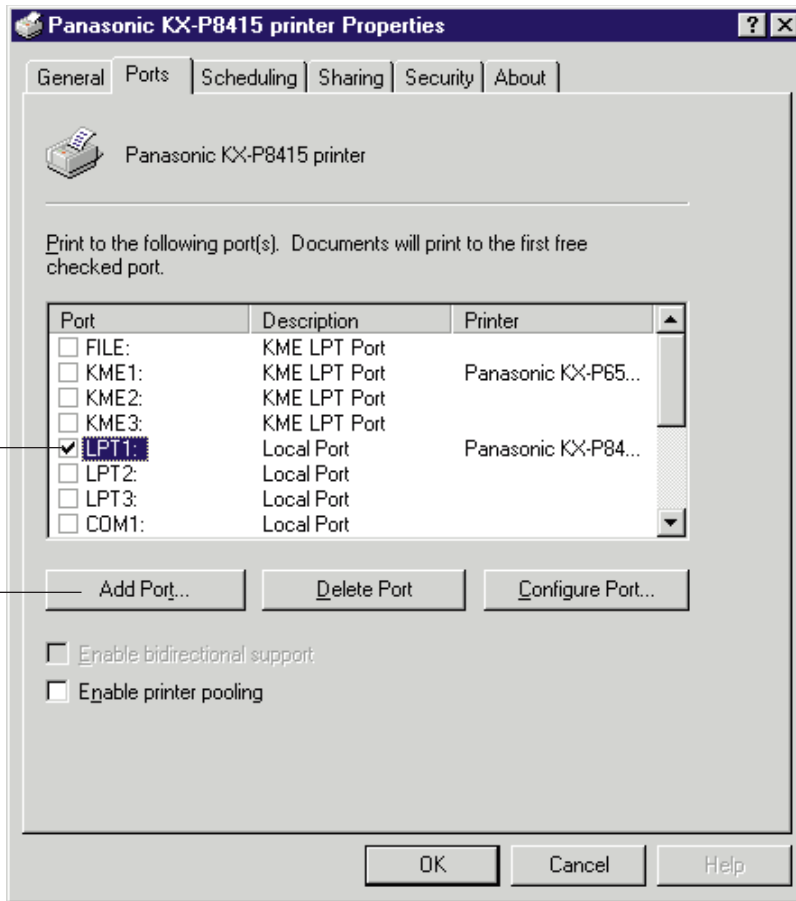 Panasonic KX-P8415 printer Properties
General Ports Scheduling Sharing Security About
Panasonic KX-P8415 printer
Print to the following port(s). Documents will print to the first free
checked port.
Port Description Printer
FILE: KME LPT Port
KME1: KME LPT Port Panasonic KX-P65...
KME2: KME LPT Port
KME3: KME LPT Port
LPT1: Local Port Panasonic KX-P84...
LPT2: Local Port
LPT3: Local Port
COM1: Local Port
Add Port... Delete Port Configure Port...
Enable bidirectional support
Enable printer pooling
OK Cancel Help